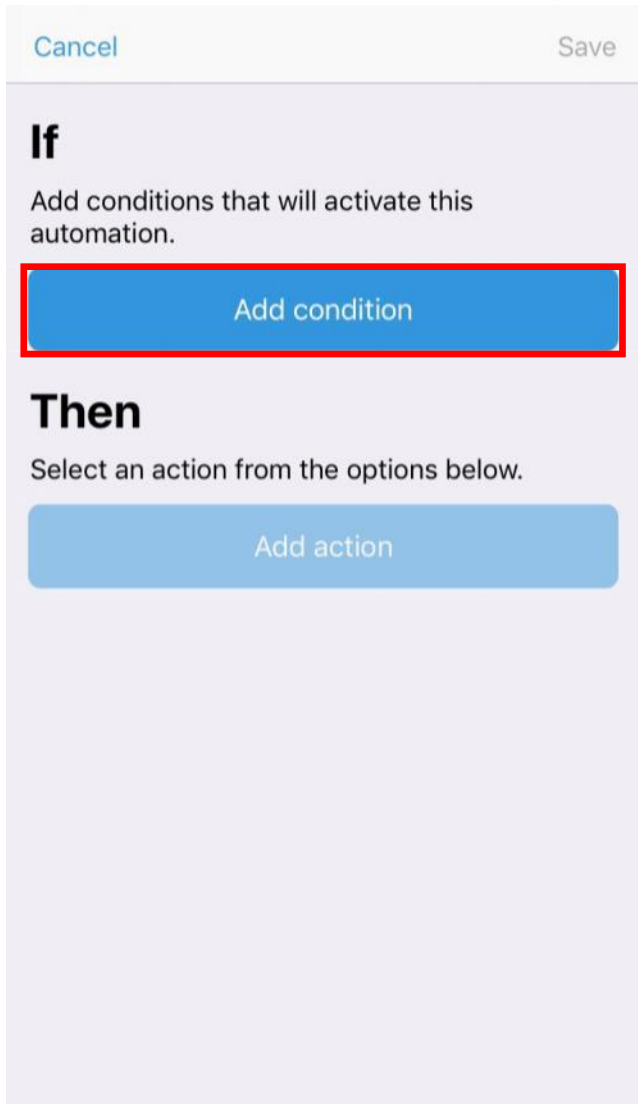 Cancel Save
If
Add conditions that will activate this
automation.
Add condition
Then
Select an action from the options below.
Add action